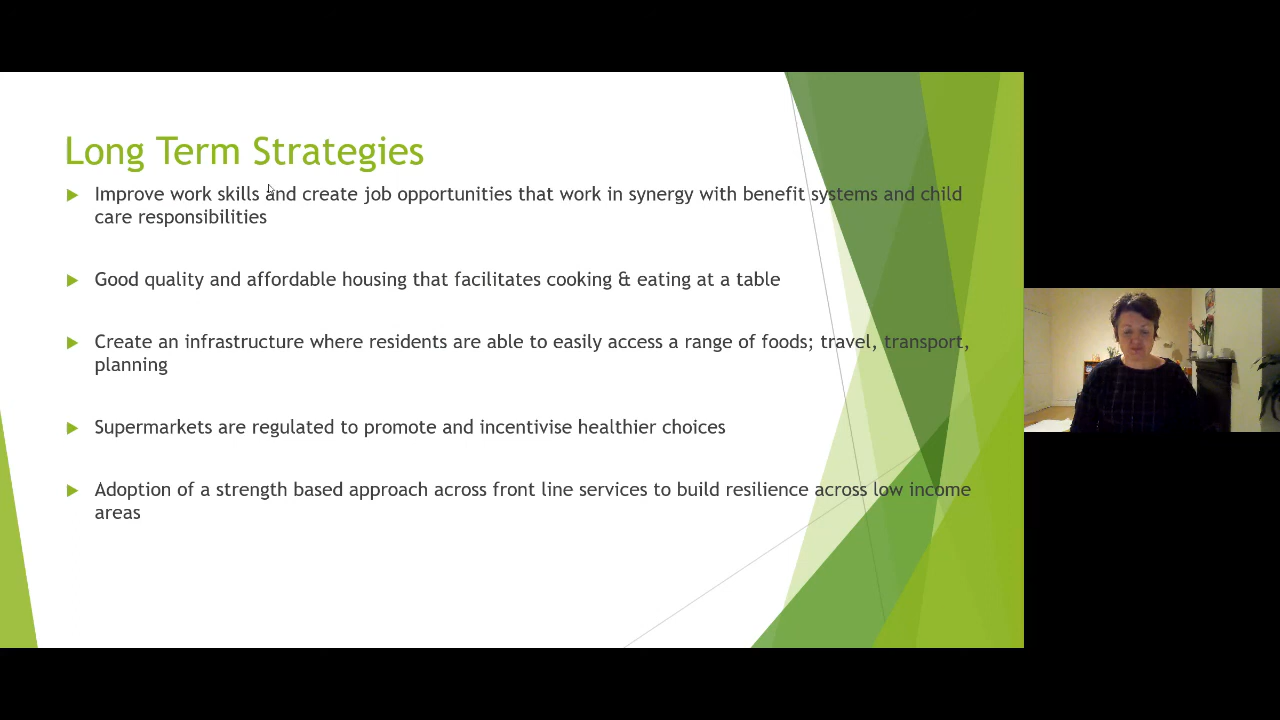 Long Term Strategies
Improve work skills and create job opportunities that work in synergy with benefit systems and child
care responsibilities
Good quality and affordable housing that facilitates cooking & eating at a table
Create an infrastructure where residents are able to easily access a range of foods; travel, transport,
planning
Supermarkets are regulated to promote and incentivise healthier choices
Adoption of a strength based approach across front line services to build resilience across low income
areas